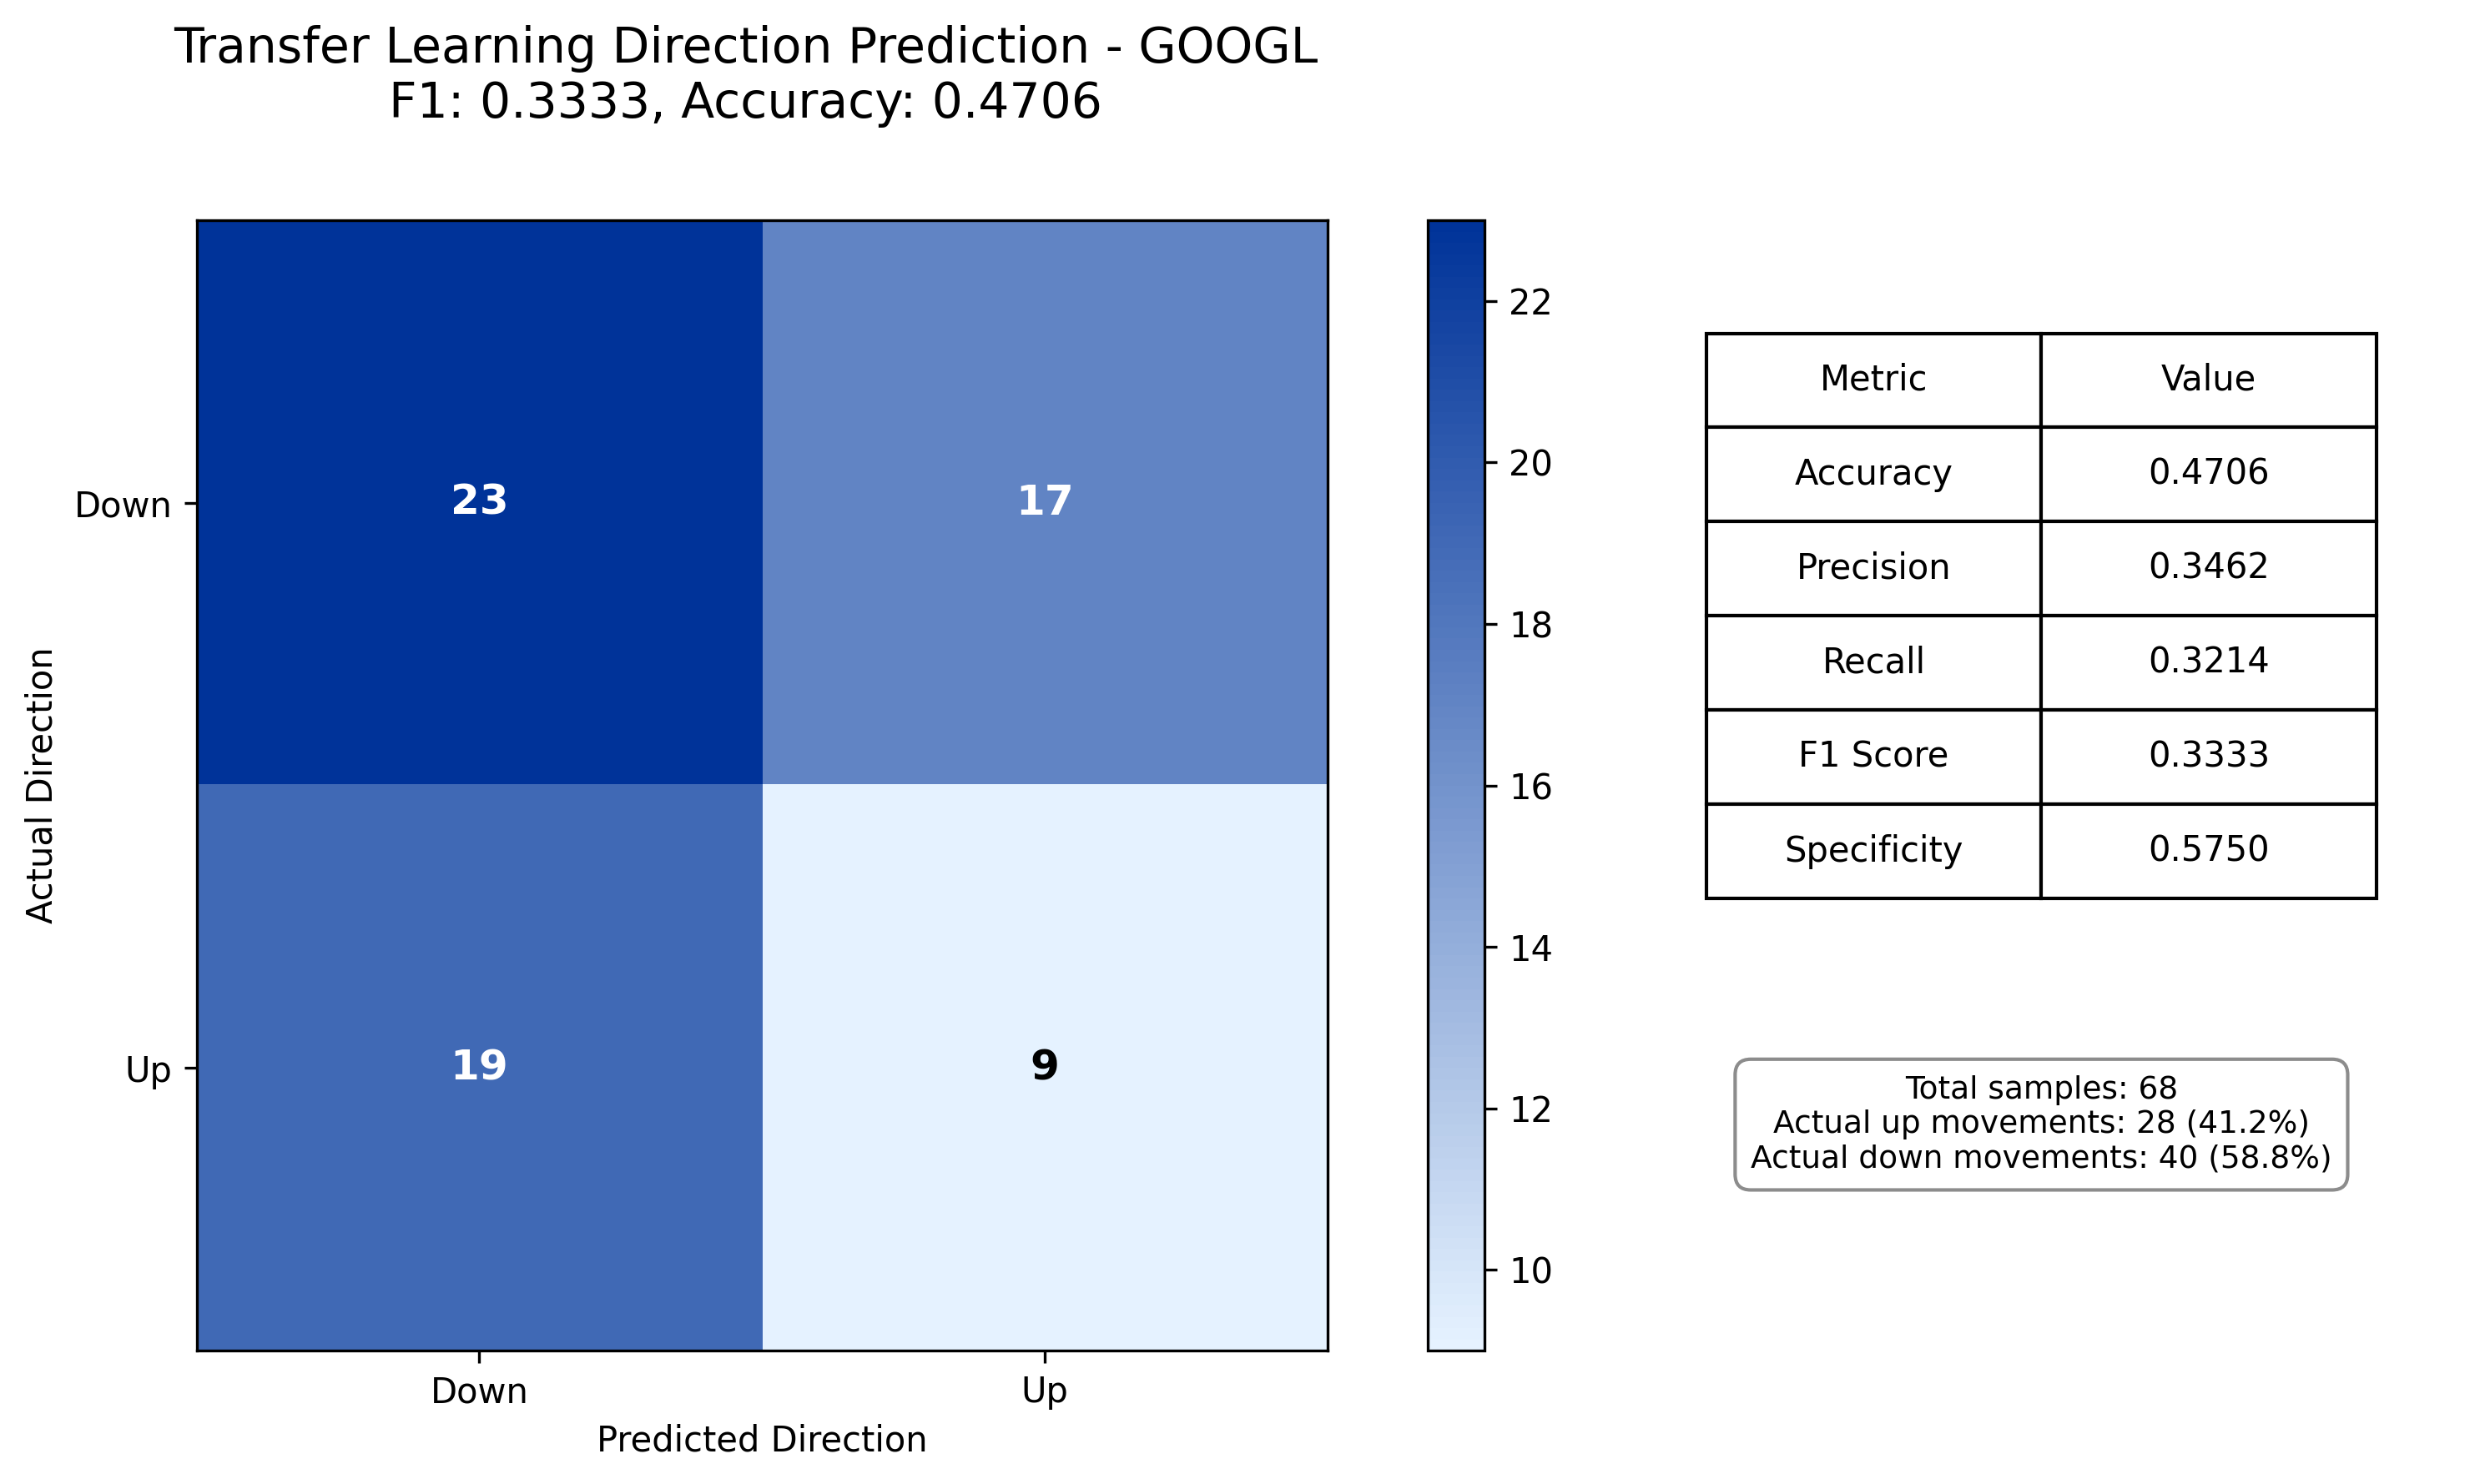 Transfer Learning Direction Prediction - GOOGL
F1: 0.3333, Accuracy: 0.4706
Actual Direction
Down
Up
23
17
19
9
Down
Up
Predicted Direction
22
20
18
16
14
12
10
Metric Value
Accuracy 0.4706
Precision 0.3462
Recall 0.3214
F1 Score 0.3333
Specificity 0.5750
Total samples: 68
Actual up movements: 28 (41.2%)
Actual down movements: 40 (58.8%)